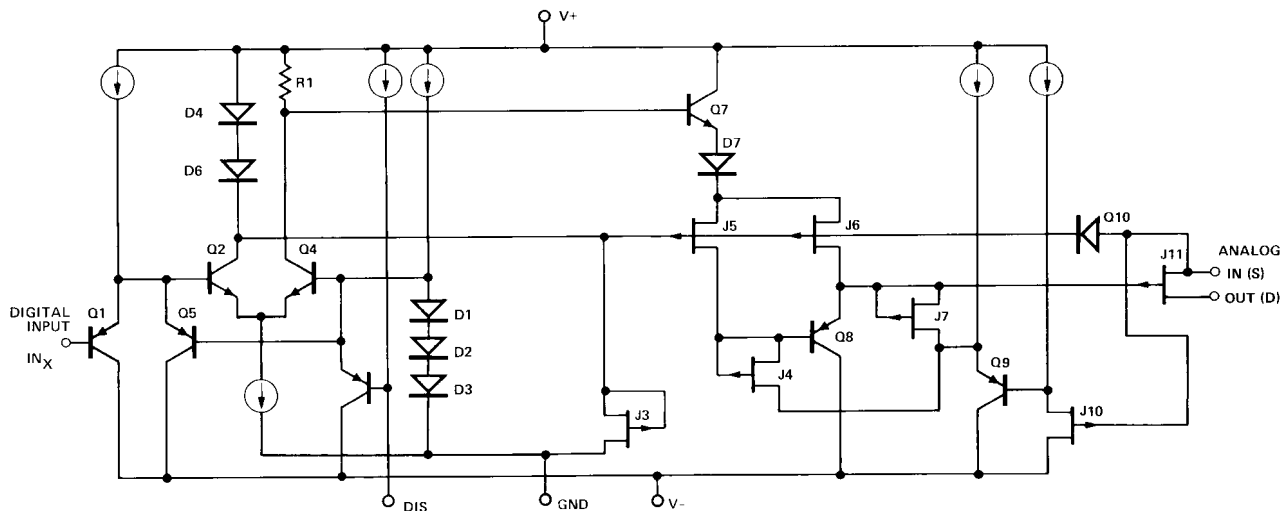 V+
R1
D4
Q7
D7
D6
Q10
Q2
Q4
J5
J6
J11
ANALOG
IN (S)
OUT (D)
DIGITAL
INPUT
Q1
Q5
D1
J7
INX
D2
Q8
D3
J4
Q9
J3
J10
DIS
GND
V-